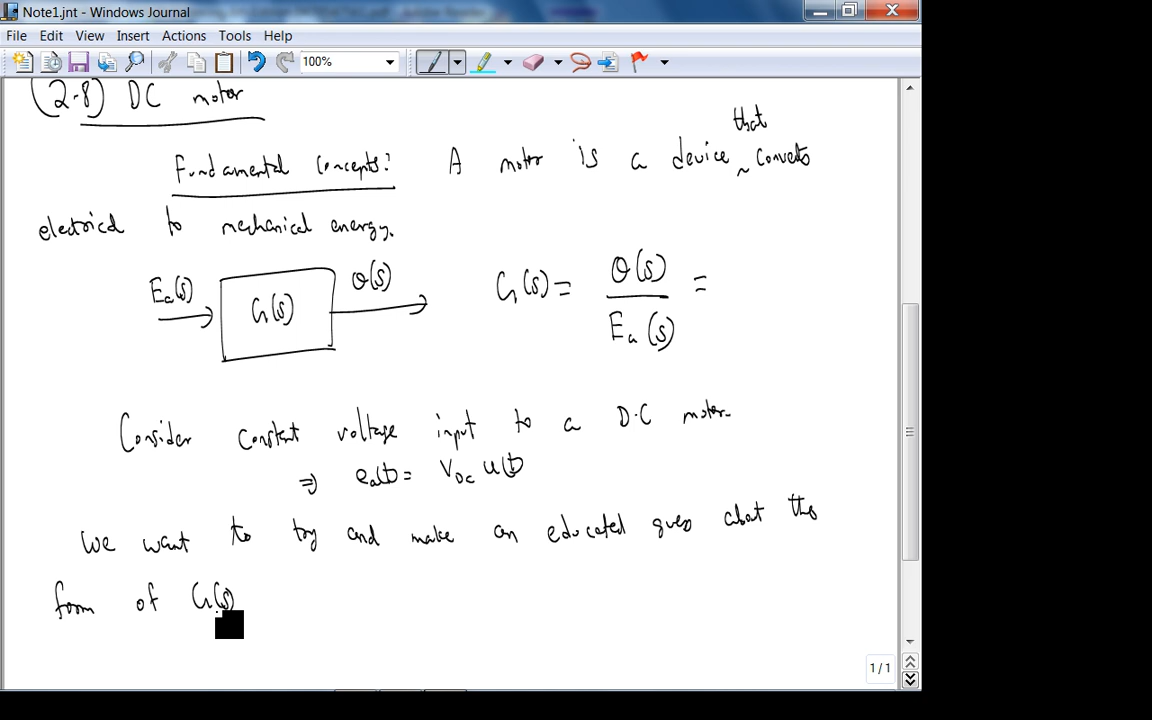 Note1.jnt - Windows Journal
File Edit View Insert Actions Tools Help
100%
(2.8) DC motor
that
Fundamental Concepts: A motor is a device ~ converts
electrical to mechanical energy.
Ea(s) G(s) θ(s) G(s) = θ(s) / Ea(s) =
Consider constant voltage input to a D.C motor.
⇒ ea(t) = VDC u(t)
We want to try and make an educated guess about the
form of G(s)
1 / 1